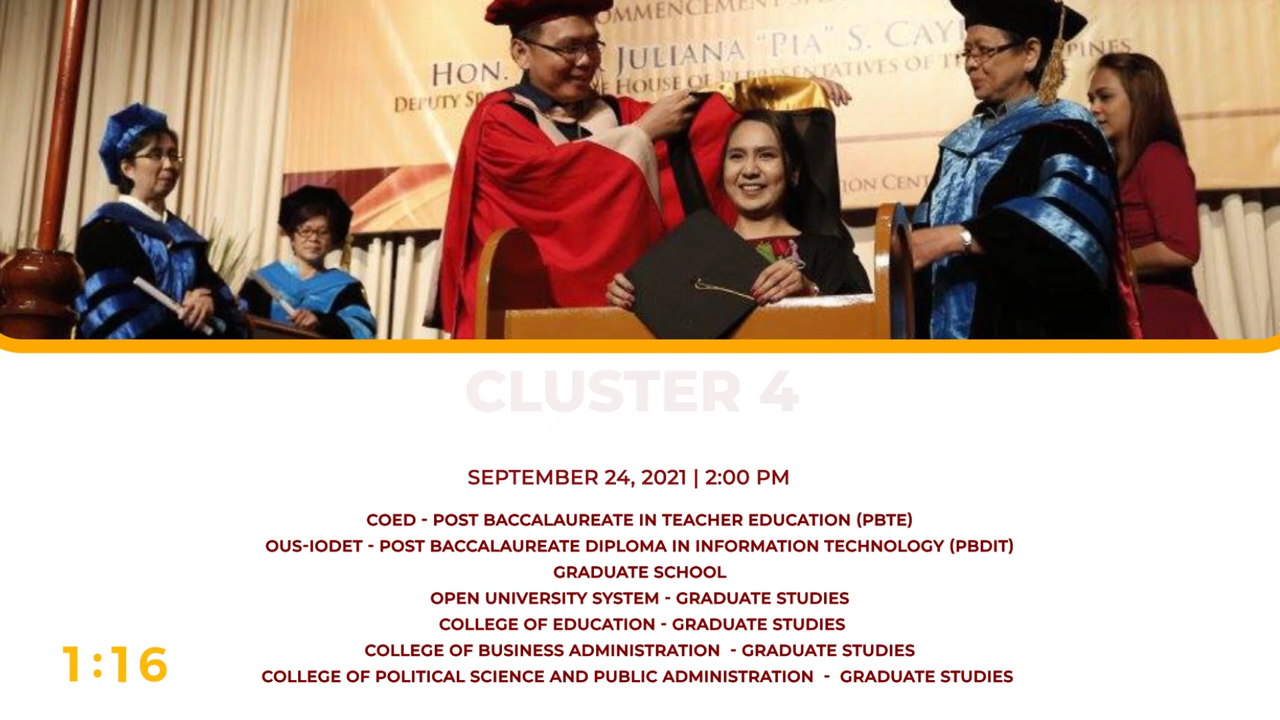 COMMENCEMENT
HON. JULIANA "PIA" S.
DEPUTY HOUSE OF REPRESENTATIVES OF
CLUSTER 4
SEPTEMBER 24, 2021 | 2:00 PM
COED - POST BACCALAUREATE IN TEACHER EDUCATION (PBTE)
OUS-IODET - POST BACCALAUREATE DIPLOMA IN INFORMATION TECHNOLOGY (PBDIT)
GRADUATE SCHOOL
OPEN UNIVERSITY SYSTEM - GRADUATE STUDIES
COLLEGE OF EDUCATION - GRADUATE STUDIES
COLLEGE OF BUSINESS ADMINISTRATION - GRADUATE STUDIES
1:16
COLLEGE OF POLITICAL SCIENCE AND PUBLIC ADMINISTRATION - GRADUATE STUDIES